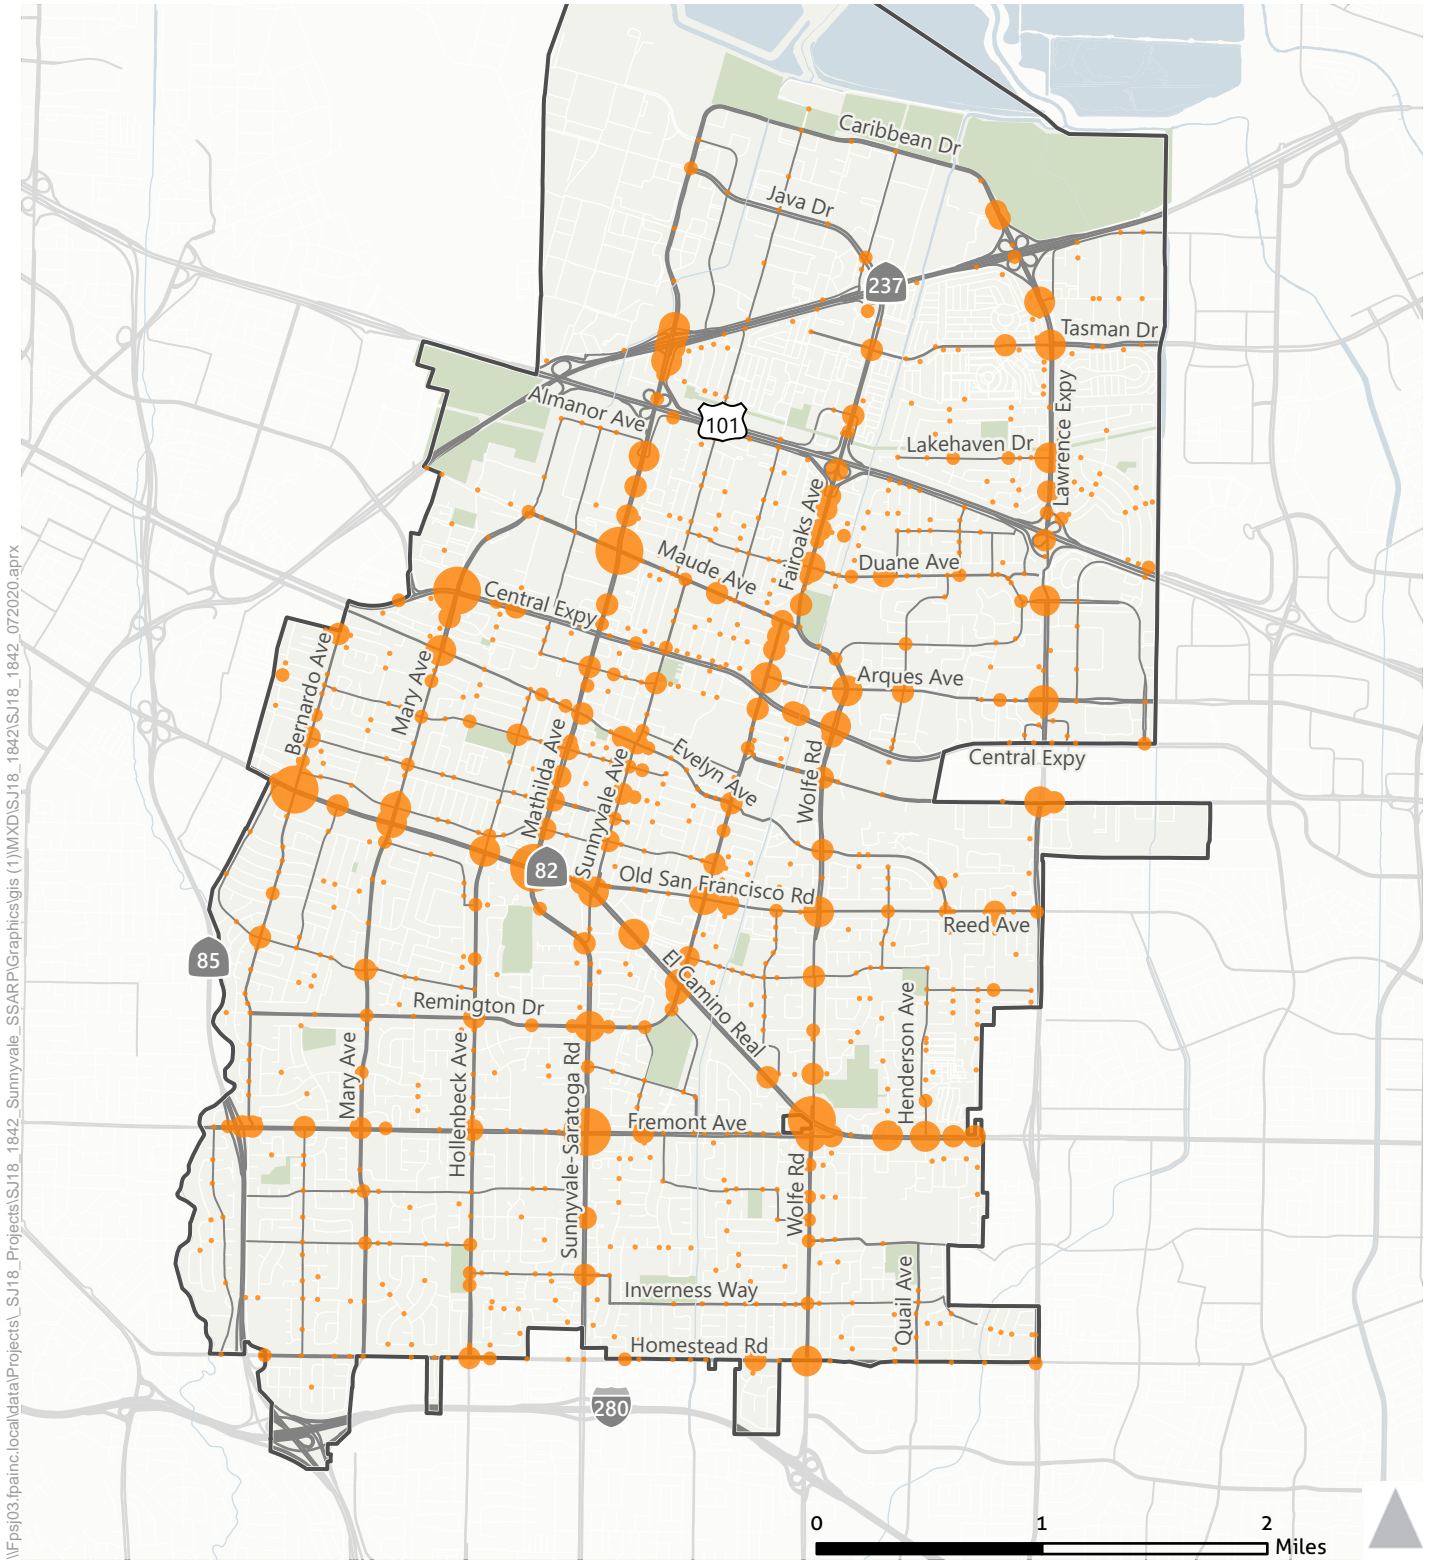 Caribbean Dr
Java Dr
237
Tasman Dr
Almanor Ave
101
Lawrence Expy
Lakehaven Dr
Fairoaks Ave
Maude Ave
Duane Ave
Central Expy
Bernardo Ave
Mary Ave
Arques Ave
Mathilda Ave
Sunnyvale Ave
Evelyn Ave
Wolfe Rd
Central Expy
82
Old San Francisco Rd
Reed Ave
85
El Camino Real
Remington Dr
Henderson Ave
Mary Ave
Hollenbeck Ave
Sunnyvale-Saratoga Rd
Fremont Ave
Wolfe Rd
Inverness Way
Quail Ave
Homestead Rd
280
0 1 2
Miles
\\Fpsj03.fpainc.local\data\Projects\_SJ18_Projects\SJ18_1842_Sunnyvale_SSARP\Graphics\gis (1)\MXD\SJ18_1842\SJ18_1842_072020.aprx